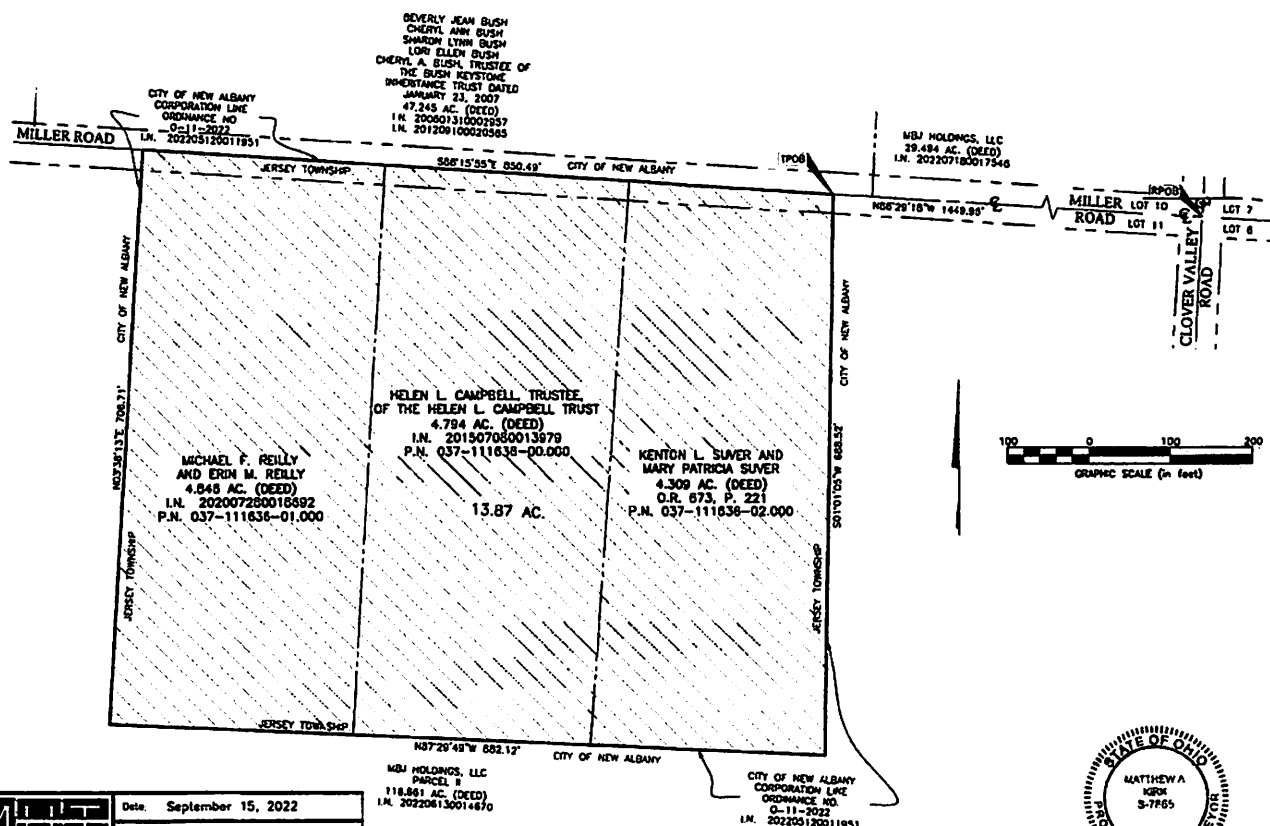 BEVERLY JEAN BUSH
CHERYL ANN BUSH
SHARON LYNN BUSH
LORI ELLEN BUSH
CHERYL A. BUSH, TRUSTEE OF
THE BUSH KEYSTONE
INHERITANCE TRUST DATED
JANUARY 23, 2007
47.245 AC. (DEED)
I.N. 200601310002957
I.N. 201209100020565
CITY OF NEW ALBANY
CORPORATION LINE
ORDINANCE NO
O-11-2022
I.N. 202205120011951
MILLER ROAD
JERSEY TOWNSHIP
S86°15'55"E 850.49'
CITY OF NEW ALBANY
TPOB
MBJ HOLDINGS, LLC
29.494 AC. (DEED)
I.N. 202207180017546
N86°29'16"W 1449.95'
MILLER
ROAD
LOT 10
LOT 11
RPOB
LOT 7
LOT 6
CLOVER VALLEY
ROAD
CITY OF NEW ALBANY
N03°38'13"E 706.71'
JERSEY TOWNSHIP
MICHAEL F. REILLY
AND ERIN M. REILLY
4.846 AC. (DEED)
I.N. 202007280018692
P.N. 037-111636-01.000
HELEN L. CAMPBELL, TRUSTEE,
OF THE HELEN L. CAMPBELL TRUST
4.794 AC. (DEED)
I.N. 201507080013979
P.N. 037-111636-00.000
13.87 AC.
KENTON L. SUVER AND
MARY PATRICIA SUVER
4.309 AC. (DEED)
O.R. 673, P. 221
P.N. 037-111636-02.000
CITY OF NEW ALBANY
S01°01'05"W 688.52'
JERSEY TOWNSHIP
100 0 100 200
GRAPHIC SCALE (in feet)
JERSEY TOWNSHIP
N87°29'49"W 882.12'
CITY OF NEW ALBANY
MBJ HOLDINGS, LLC
PARCEL II
118.661 AC. (DEED)
I.N. 202206130014670
CITY OF NEW ALBANY
CORPORATION LINE
ORDINANCE NO.
O-11-2022
I.N. 202205120011951
STATE OF OHIO
MATTHEW A
KIRK
S-7865
Date. September 15, 2022